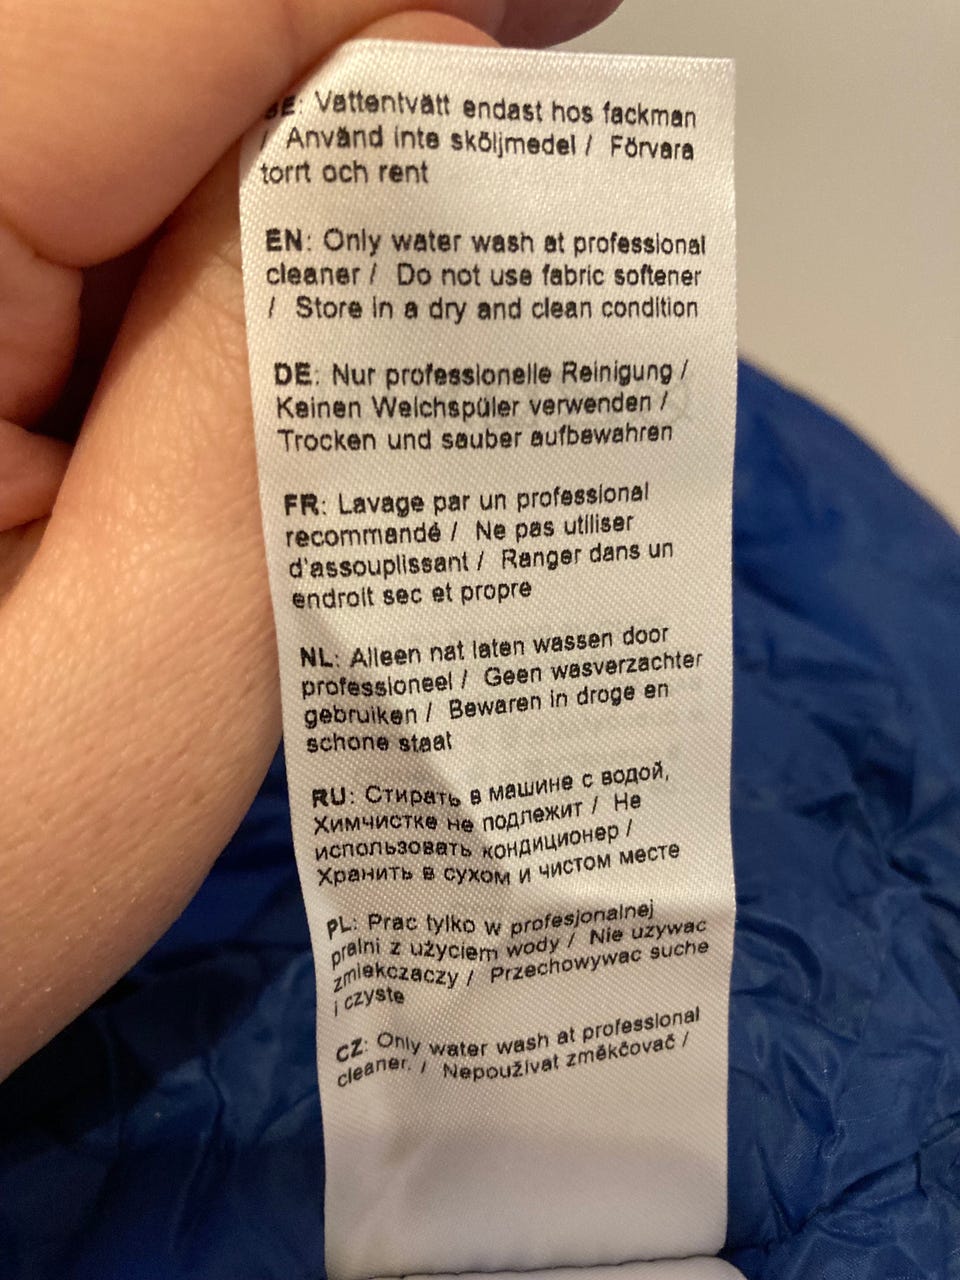 SE: Vattentvätt endast hos fackman
/ Använd inte sköljmedel / Förvara
torrt och rent
EN: Only water wash at professional
cleaner / Do not use fabric softener
/ Store in a dry and clean condition
DE: Nur professionelle Reinigung /
Keinen Weichspüler verwenden /
Trocken und sauber aufbewahren
FR: Lavage par un professional
recommandé / Ne pas utiliser
d'assouplissant / Ranger dans un
endroit sec et propre
NL: Alleen nat laten wassen door
professioneel / Geen wasverzachter
gebruiken / Bewaren in droge en
schone staat
RU: Стирать в машине с водой,
Химчистке не подлежит / Не
использовать кондиционер /
Хранить в сухом и чистом месте
PL: Prac tylko w profesjonalnej
pralni z użyciem wody / Nie uzywac
zmiekczaczy / Przechowywac suche
i czyste
CZ: Only water wash at professional
cleaner. / Nepoužívat změkčovač /